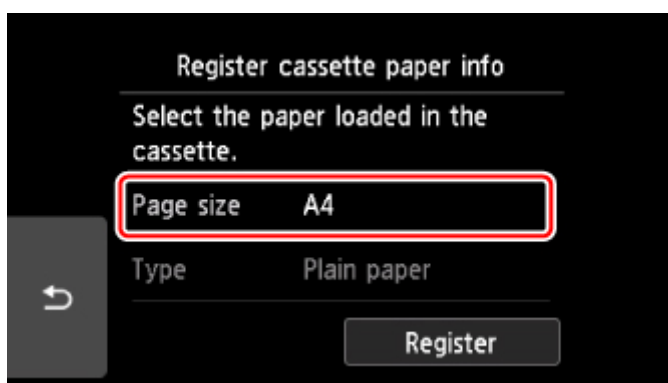 Register cassette paper info
Select the paper loaded in the
cassette.
Page size A4
Type Plain paper
Register